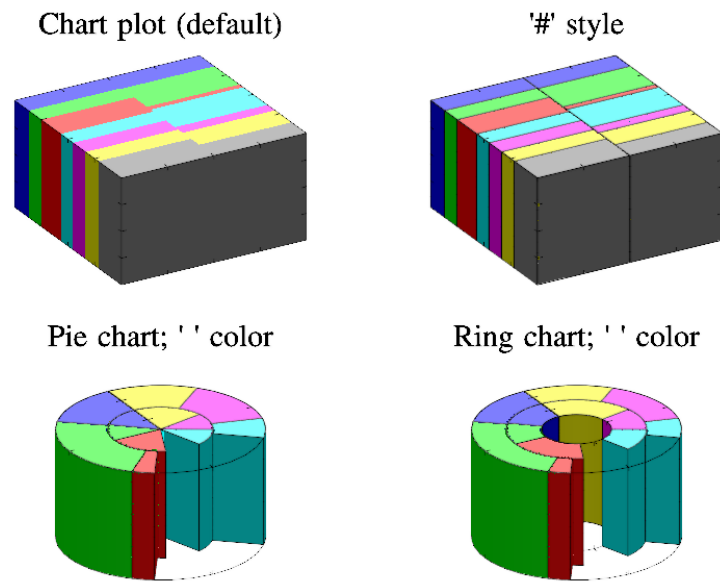 Chart plot (default)
'#' style
Pie chart; ' ' color
Ring chart; ' ' color